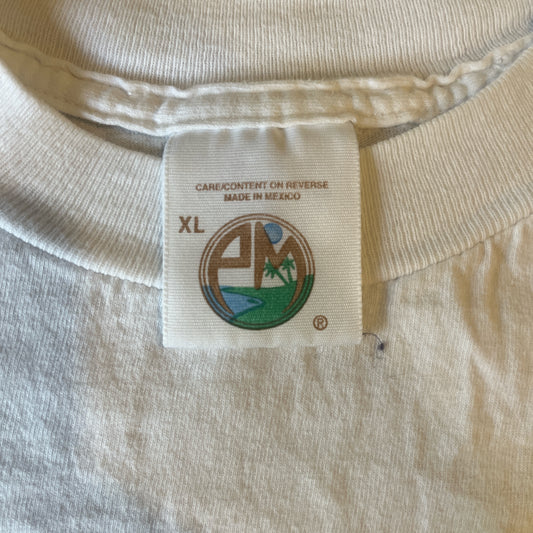 CARE/CONTENT ON REVERSE
MADE IN MEXICO
XL
PM
®